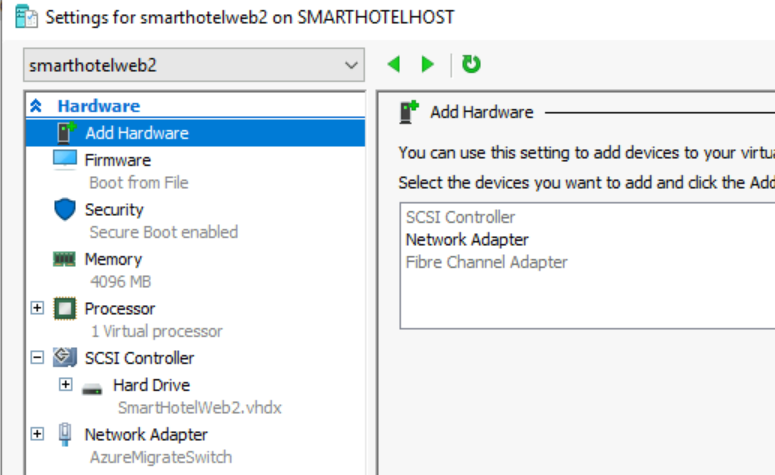 Settings for smarthotelweb2 on SMARTHOTELHOST
smarthotelweb2
Hardware
Add Hardware
Firmware
Boot from File
Security
Secure Boot enabled
Memory
4096 MB
Processor
1 Virtual processor
SCSI Controller
Hard Drive
SmartHotelWeb2.vhdx
Network Adapter
AzureMigrateSwitch
Add Hardware
You can use this setting to add devices to your virtua
Select the devices you want to add and click the Add
SCSI Controller
Network Adapter
Fibre Channel Adapter